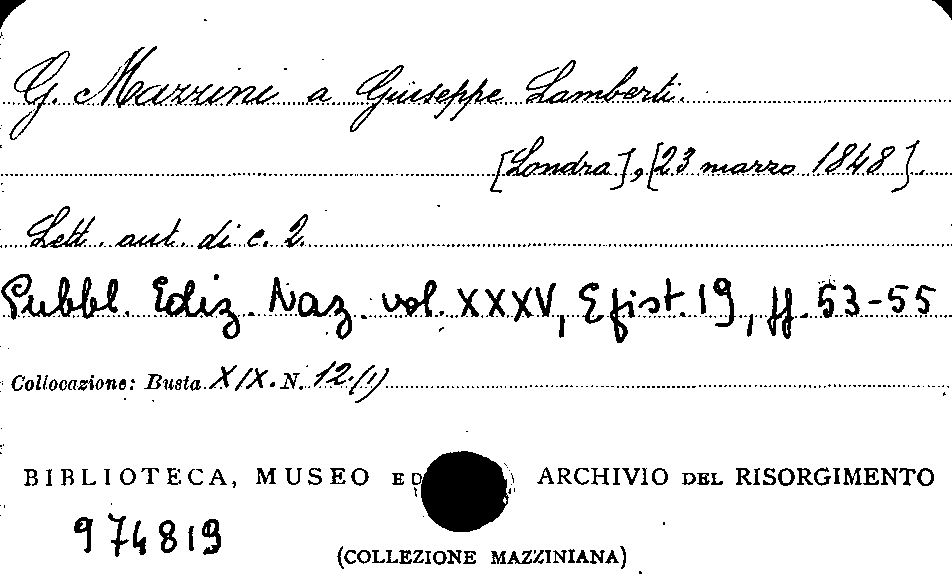 G. Mazzini a Giuseppe Lamberti.
[Londra], [23 marzo 1848].
Lett. aut. di c. 2.
Pubbl. Ediz. Naz. vol. XXXV, Epist. 19, pp. 53-55
Collocazione: Busta XIX. N. 12.(1)
BIBLIOTECA, MUSEO ED ARCHIVIO DEL RISORGIMENTO
974819
(COLLEZIONE MAZZINIANA)